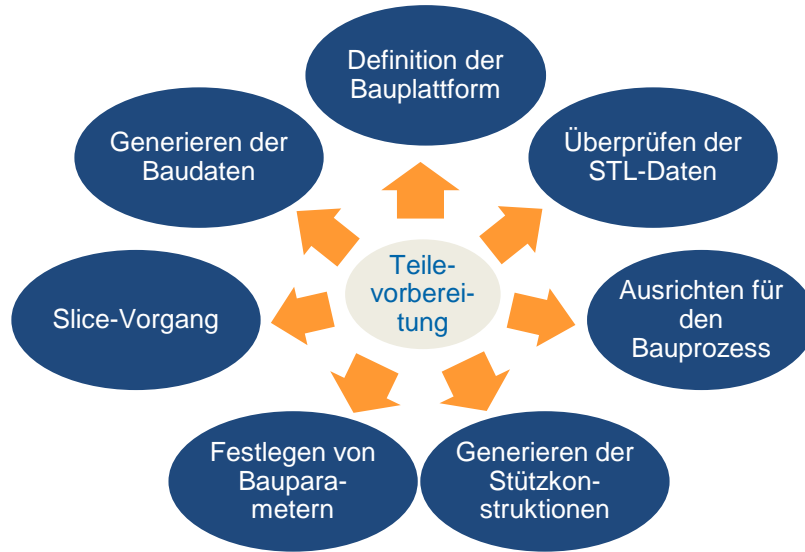 Definition der
Bauplattform
Überprüfen der
STL-Daten
Ausrichten für
den
Bauprozess
Generieren der
Stützkon-
struktionen
Festlegen von
Baupara-
metern
Slice-Vorgang
Generieren der
Baudaten
Teile-
vorberei-
tung